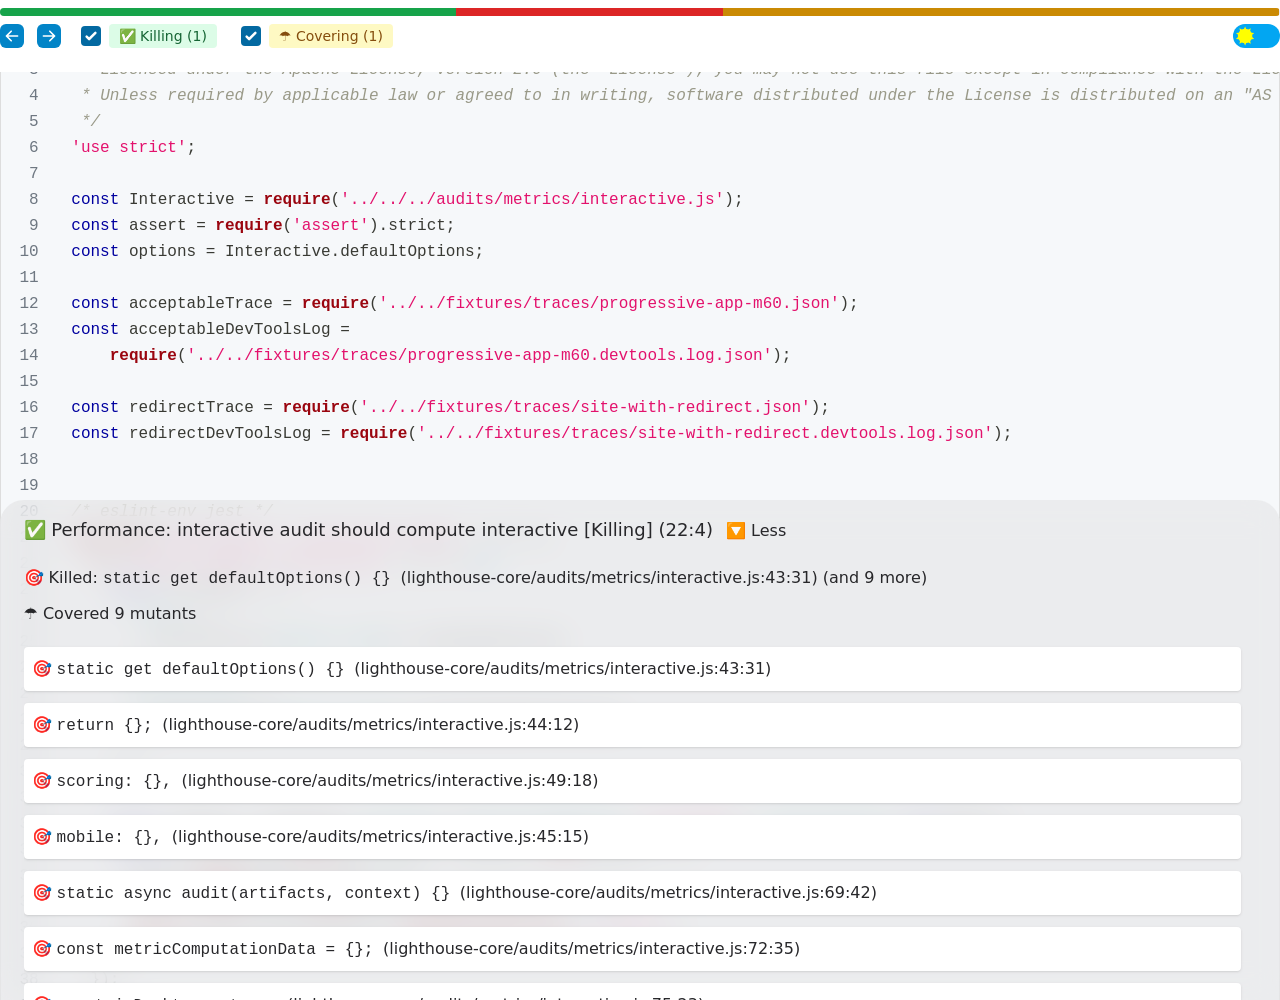 ✅ Killing (1) ☂ Covering (1)
4 * Unless required by applicable law or agreed to in writing, software distributed under the License is distributed on an "AS
5 */
6 'use strict';
7
8 const Interactive = require('../../../audits/metrics/interactive.js');
9 const assert = require('assert').strict;
10 const options = Interactive.defaultOptions;
11
12 const acceptableTrace = require('../../fixtures/traces/progressive-app-m60.json');
13 const acceptableDevToolsLog =
14 require('../../fixtures/traces/progressive-app-m60.devtools.log.json');
15
16 const redirectTrace = require('../../fixtures/traces/site-with-redirect.json');
17 const redirectDevToolsLog = require('../../fixtures/traces/site-with-redirect.devtools.log.json');
18
19
20 /* eslint-env jest */
✅ Performance: interactive audit should compute interactive [Killing] (22:4) 🔽 Less
🎯 Killed: static get defaultOptions() {} (lighthouse-core/audits/metrics/interactive.js:43:31) (and 9 more)
☂ Covered 9 mutants
🎯 static get defaultOptions() {} (lighthouse-core/audits/metrics/interactive.js:43:31)
🎯 return {}; (lighthouse-core/audits/metrics/interactive.js:44:12)
🎯 scoring: {}, (lighthouse-core/audits/metrics/interactive.js:49:18)
🎯 mobile: {}, (lighthouse-core/audits/metrics/interactive.js:45:15)
🎯 static async audit(artifacts, context) {} (lighthouse-core/audits/metrics/interactive.js:69:42)
🎯 const metricComputationData = {}; (lighthouse-core/audits/metrics/interactive.js:72:35)